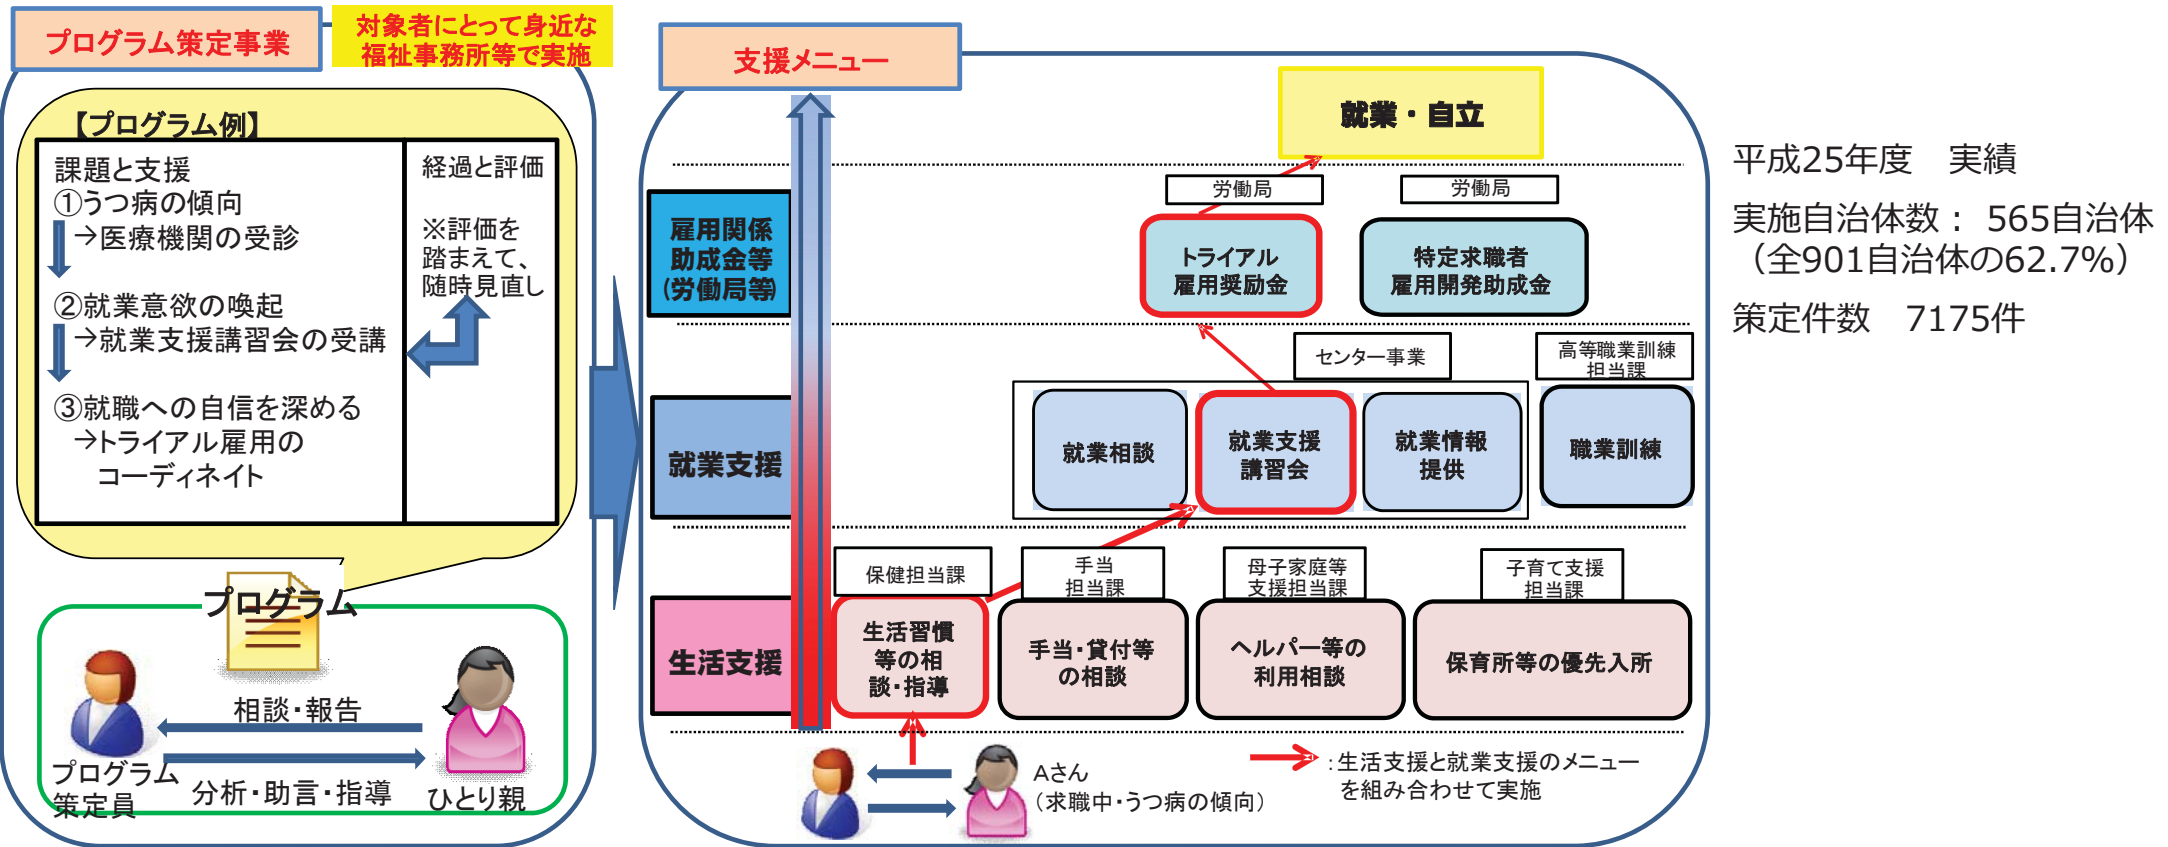 プログラム策定事業
対象者にとって身近な
福祉事務所等で実施
【プログラム例】
課題と支援
①うつ病の傾向
→医療機関の受診
②就業意欲の喚起
→就業支援講習会の受講
③就職への自信を深める
→トライアル雇用の
コーディネイト
経過と評価
※評価を
踏まえて、
随時見直し
プログラム
相談・報告
分析・助言・指導
プログラム
策定員
ひとり親
支援メニュー
就業・自立
雇用関係
助成金等
(労働局等)
労働局
トライアル
雇用奨励金
労働局
特定求職者
雇用開発助成金
就業支援
センター事業
就業相談
就業支援
講習会
就業情報
提供
高等職業訓練
担当課
職業訓練
生活支援
保健担当課
生活習慣
等の相
談・指導
手当
担当課
手当・貸付等
の相談
母子家庭等
支援担当課
ヘルパー等の
利用相談
子育て支援
担当課
保育所等の優先入所
Aさん
（求職中・うつ病の傾向）
：生活支援と就業支援のメニュー
を組み合わせて実施
平成25年度　実績
実施自治体数： 565自治体
（全901自治体の62.7%）
策定件数　7175件